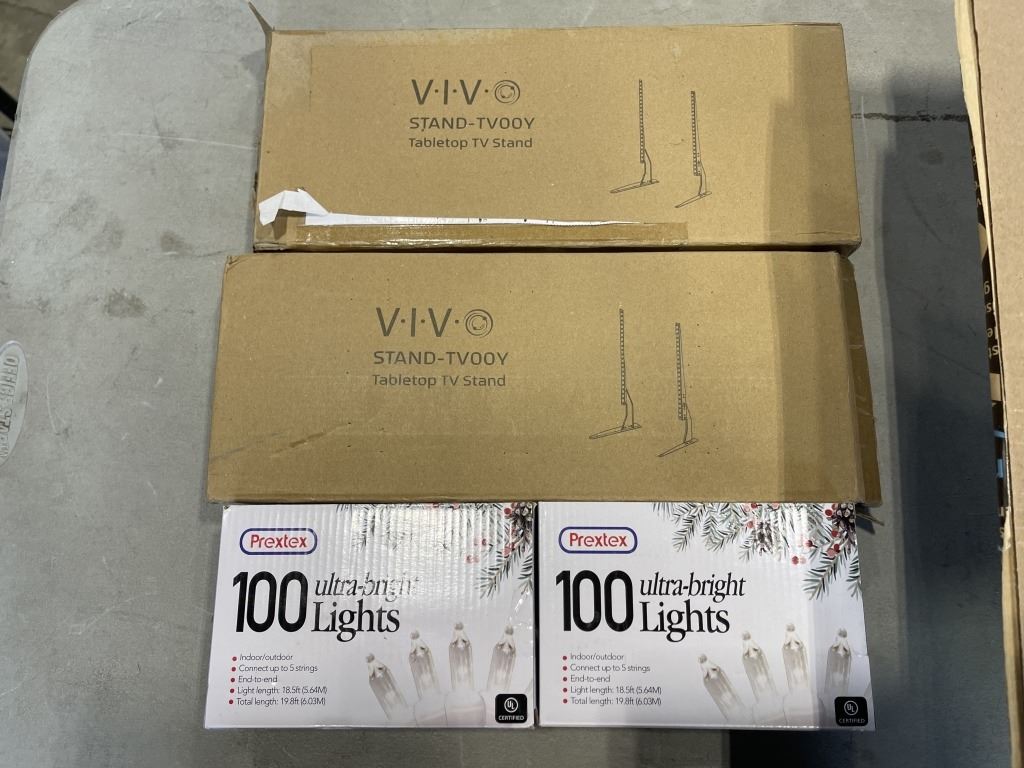 V·I·V·O
STAND-TV00Y
Tabletop TV Stand
V·I·V·O
STAND-TV00Y
Tabletop TV Stand
Prextex
100 ultra-bright
Lights
• Indoor/outdoor
• Connect up to 5 strings
• End-to-end
• Light length: 18.5ft (5.64M)
• Total length: 19.8ft (6.03M)
UL
CERTIFIED
Prextex
100 ultra-bright
Lights
• Indoor/outdoor
• Connect up to 5 strings
• End-to-end
• Light length: 18.5ft (5.64M)
• Total length: 19.8ft (6.03M)
UL
CERTIFIED